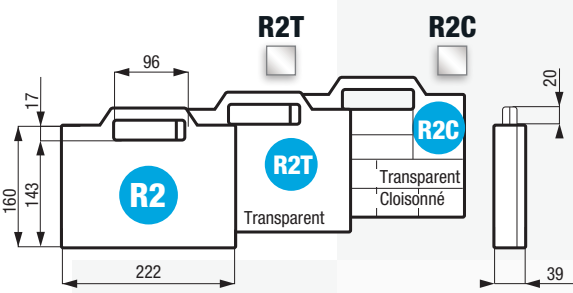 R2T
R2C
96
20
17
R2C
R2T
R2
160
143
Transparent
Cloisonné
Transparent
222
39